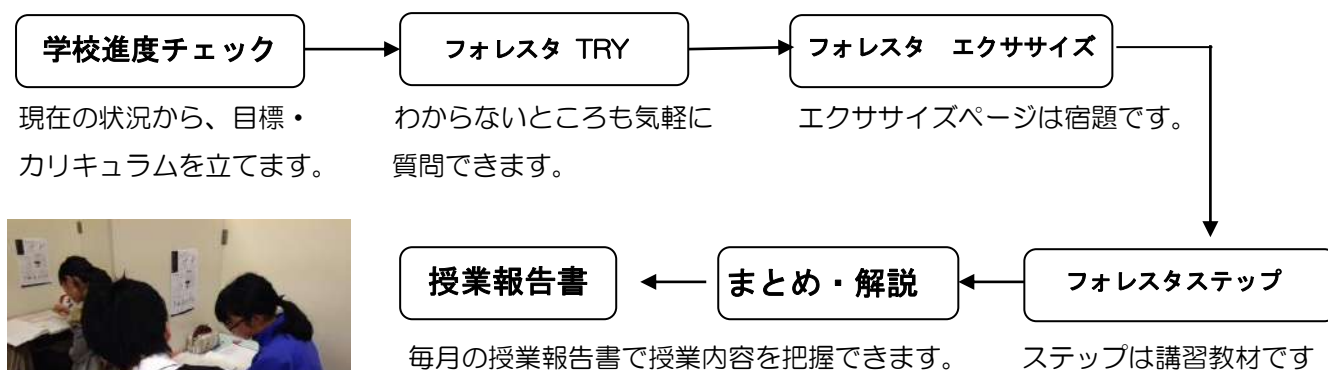 学校進度チェック
フォレスタ TRY
フォレスタ エクササイズ
現在の状況から、目標・
カリキュラムを立てます。
わからないところも気軽に
質問できます。
エクササイズページは宿題です。
授業報告書
まとめ・解説
フォレスタステップ
毎月の授業報告書で授業内容を把握できます。
ステップは講習教材です